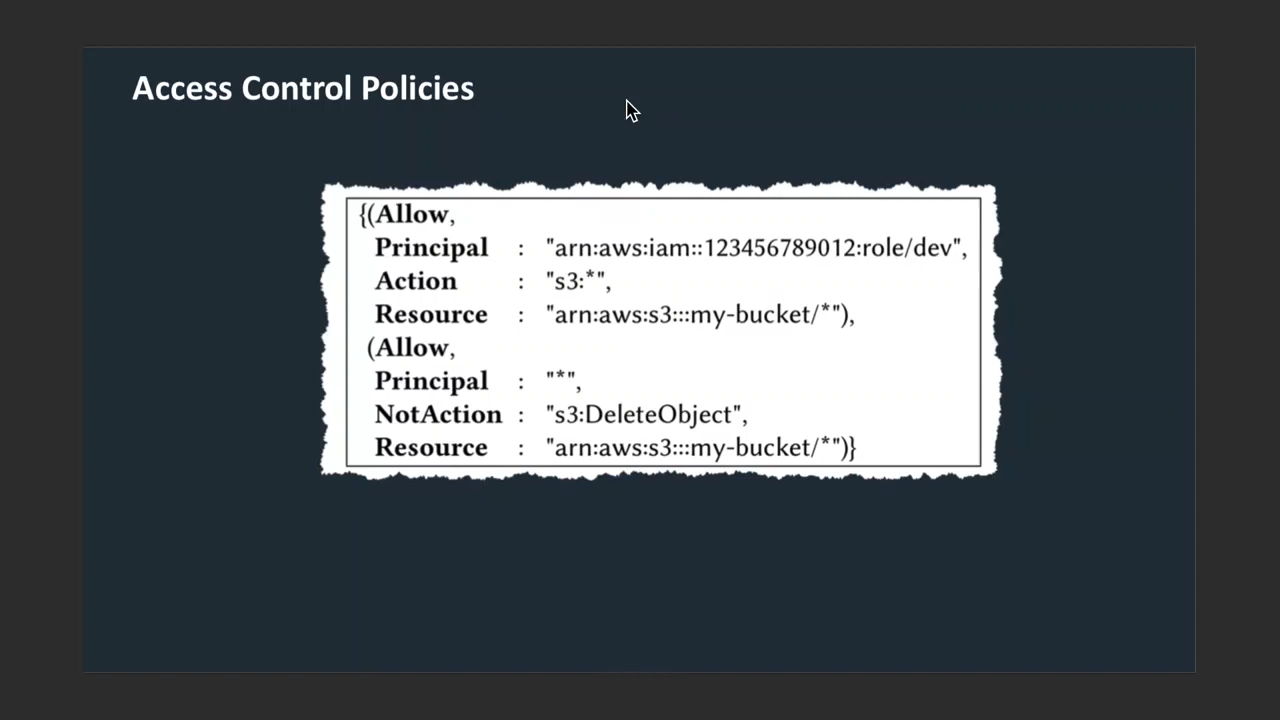 Access Control Policies
{(Allow,
Principal : "arn:aws:iam::123456789012:role/dev",
Action : "s3:*",
Resource : "arn:aws:s3:::my-bucket/*"),
(Allow,
Principal : "*",
NotAction : "s3:DeleteObject",
Resource : "arn:aws:s3:::my-bucket/*")}